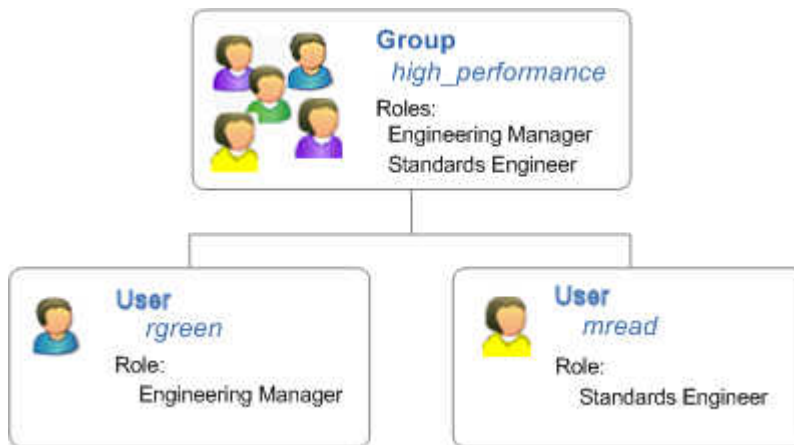 Group
high_performance
Roles:
Engineering Manager
Standards Engineer
User
rgreen
Role:
Engineering Manager
User
mread
Role:
Standards Engineer